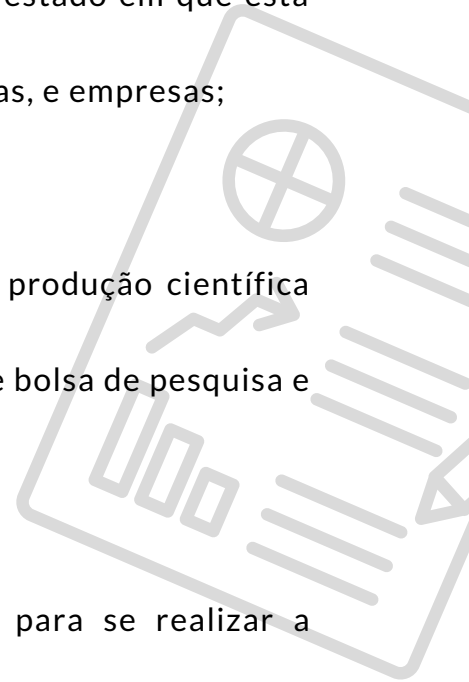 estado em que está
as, e empresas;
produção científica
e bolsa de pesquisa e
para se realizar a